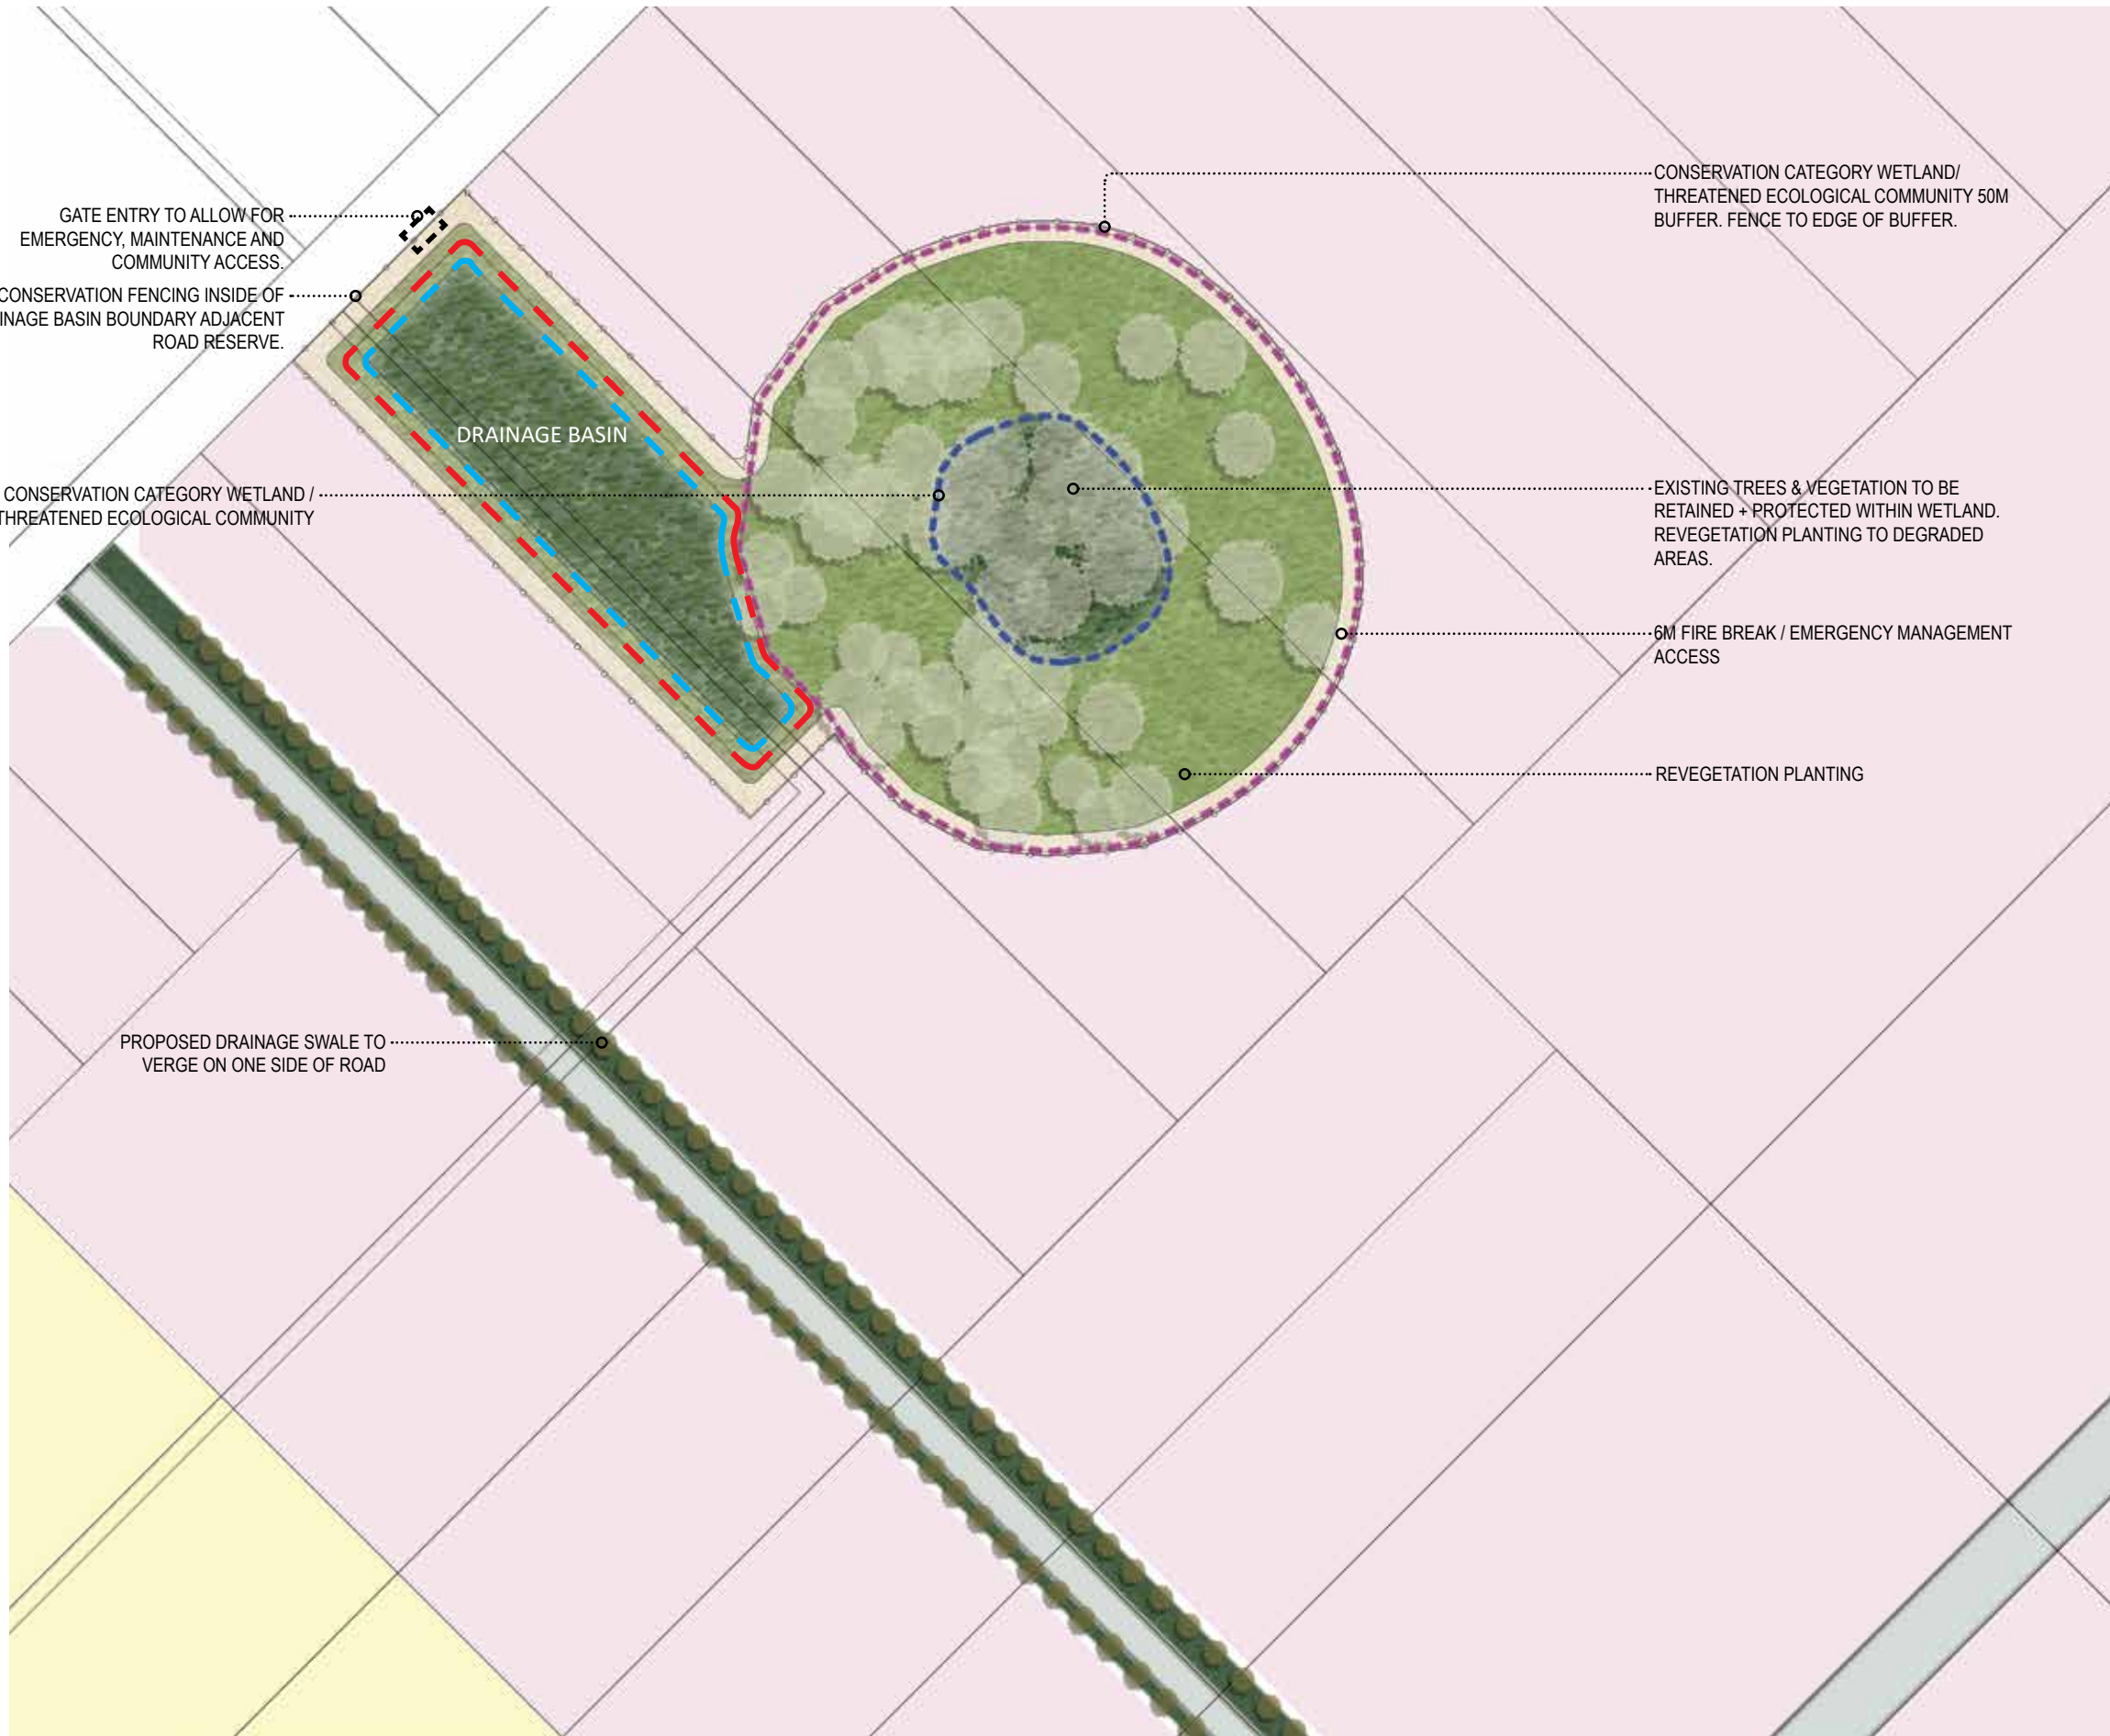 GATE ENTRY TO ALLOW FOR
EMERGENCY, MAINTENANCE AND
COMMUNITY ACCESS.
CONSERVATION FENCING INSIDE OF
INAGE BASIN BOUNDARY ADJACENT
ROAD RESERVE.
DRAINAGE BASIN
CONSERVATION CATEGORY WETLAND /
THREATENED ECOLOGICAL COMMUNITY
PROPOSED DRAINAGE SWALE TO
VERGE ON ONE SIDE OF ROAD
CONSERVATION CATEGORY WETLAND/
THREATENED ECOLOGICAL COMMUNITY 50M
BUFFER. FENCE TO EDGE OF BUFFER.
EXISTING TREES & VEGETATION TO BE
RETAINED + PROTECTED WITHIN WETLAND.
REVEGETATION PLANTING TO DEGRADED
AREAS.
6M FIRE BREAK / EMERGENCY MANAGEMENT
ACCESS
REVEGETATION PLANTING